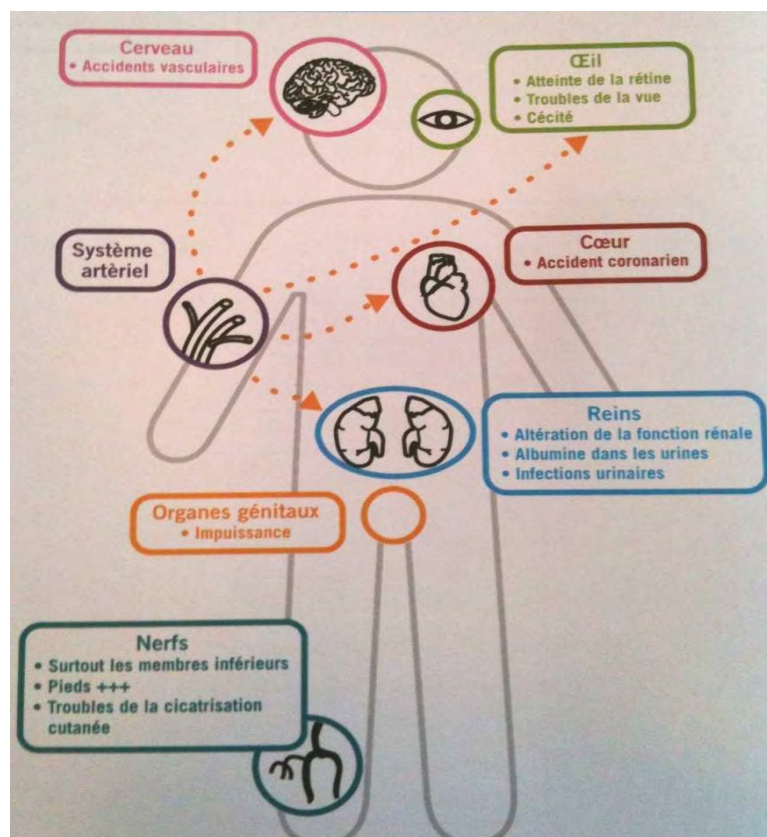 Cerveau
• Accidents vasculaires
Œil
• Atteinte de la rétine
• Troubles de la vue
• Cécité
Système
artèriel
Cœur
• Accident coronarien
Reins
• Altération de la fonction rénale
• Albumine dans les urines
• Infections urinaires
Organes génitaux
• Impuissance
Nerfs
• Surtout les membres inférieurs
• Pieds +++
• Troubles de la cicatrisation
cutanée